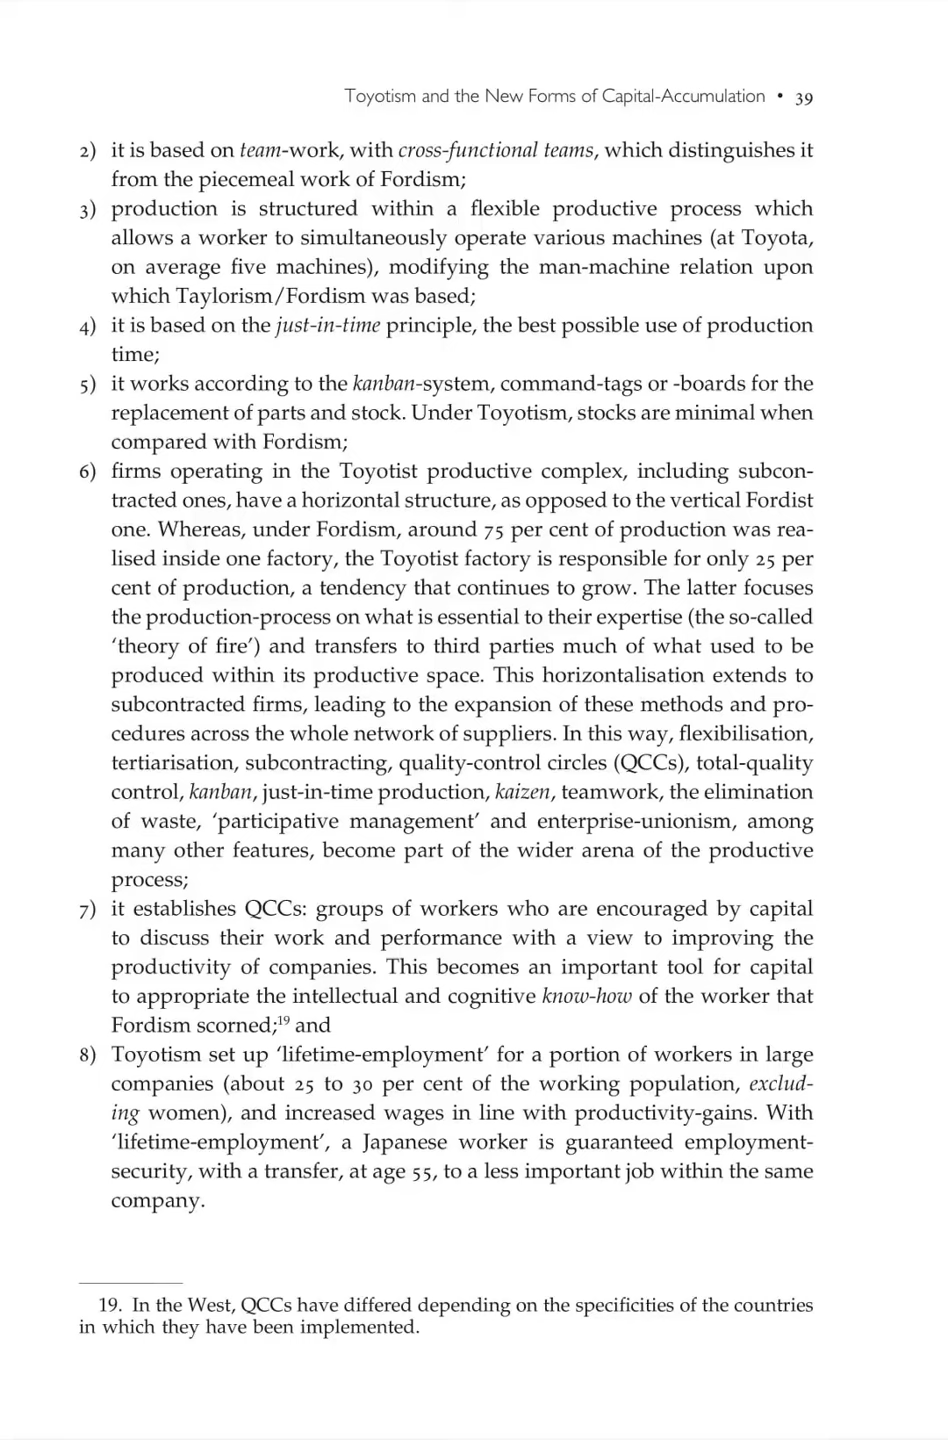 Toyotism and the New Forms of Capital-Accumulation • 39
2) it is based on team-work, with cross-functional teams, which distinguishes it
from the piecemeal work of Fordism;
3) production is structured within a flexible productive process which
allows a worker to simultaneously operate various machines (at Toyota,
on average five machines), modifying the man-machine relation upon
which Taylorism/Fordism was based;
4) it is based on the just-in-time principle, the best possible use of production
time;
5) it works according to the kanban-system, command-tags or -boards for the
replacement of parts and stock. Under Toyotism, stocks are minimal when
compared with Fordism;
6) firms operating in the Toyotist productive complex, including subcon-
tracted ones, have a horizontal structure, as opposed to the vertical Fordist
one. Whereas, under Fordism, around 75 per cent of production was rea-
lised inside one factory, the Toyotist factory is responsible for only 25 per
cent of production, a tendency that continues to grow. The latter focuses
the production-process on what is essential to their expertise (the so-called
‘theory of fire’) and transfers to third parties much of what used to be
produced within its productive space. This horizontalisation extends to
subcontracted firms, leading to the expansion of these methods and pro-
cedures across the whole network of suppliers. In this way, flexibilisation,
tertiarisation, subcontracting, quality-control circles (QCCs), total-quality
control, kanban, just-in-time production, kaizen, teamwork, the elimination
of waste, ‘participative management’ and enterprise-unionism, among
many other features, become part of the wider arena of the productive
process;
7) it establishes QCCs: groups of workers who are encouraged by capital
to discuss their work and performance with a view to improving the
productivity of companies. This becomes an important tool for capital
to appropriate the intellectual and cognitive know-how of the worker that
Fordism scorned;19 and
8) Toyotism set up ‘lifetime-employment’ for a portion of workers in large
companies (about 25 to 30 per cent of the working population, exclud-
ing women), and increased wages in line with productivity-gains. With
‘lifetime-employment’, a Japanese worker is guaranteed employment-
security, with a transfer, at age 55, to a less important job within the same
company.
19. In the West, QCCs have differed depending on the specificities of the countries
in which they have been implemented.